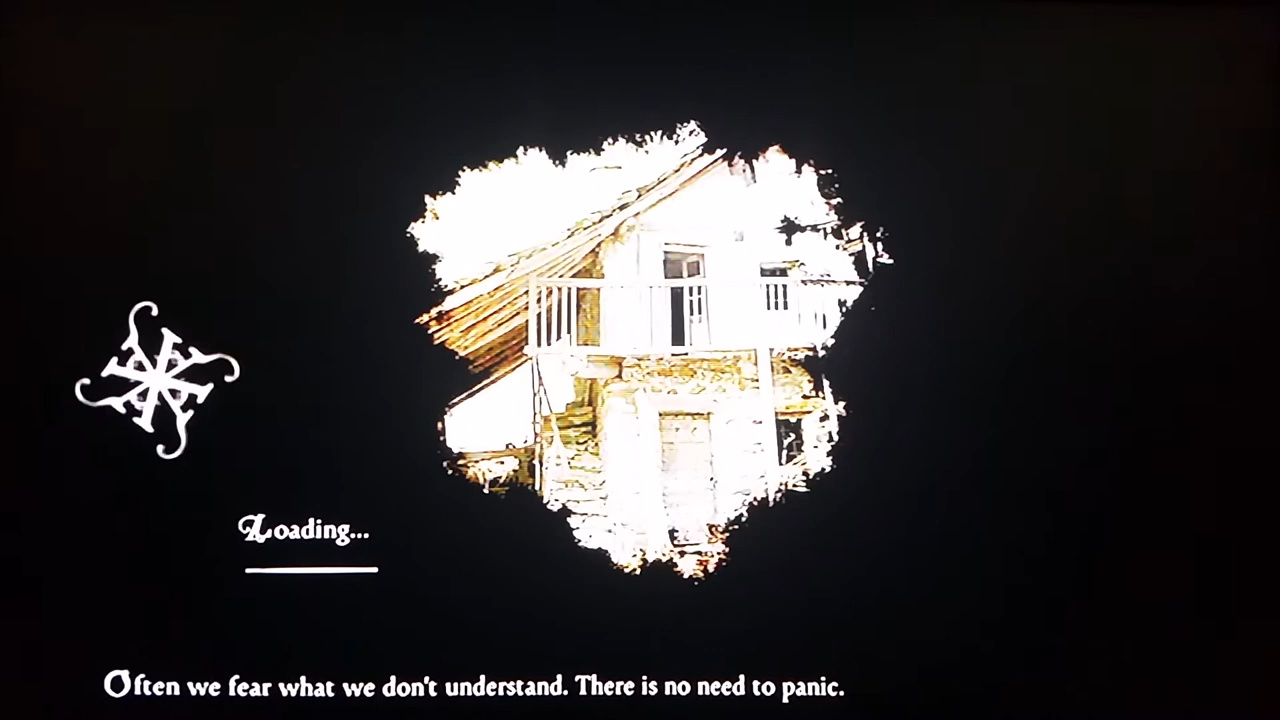 Loading...
Often we fear what we don't understand. There is no need to panic.